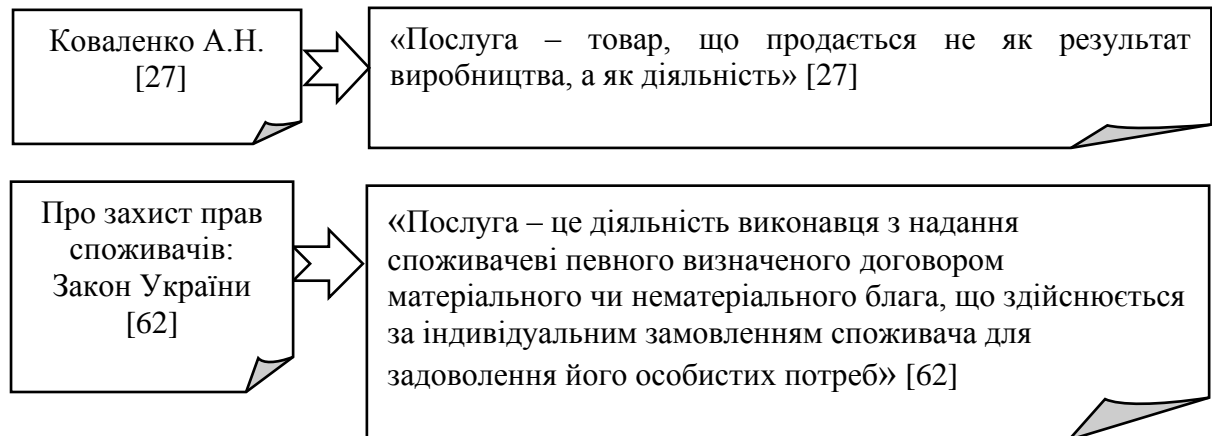 Коваленко А.Н.
[27]
«Послуга – товар, що продається не як результат
виробництва, а як діяльність» [27]
Про захист прав
споживачів:
Закон України
[62]
«Послуга – це діяльність виконавця з надання
споживачеві певного визначеного договором
матеріального чи нематеріального блага, що здійснюється
за індивідуальним замовленням споживача для
задоволення його особистих потреб» [62]